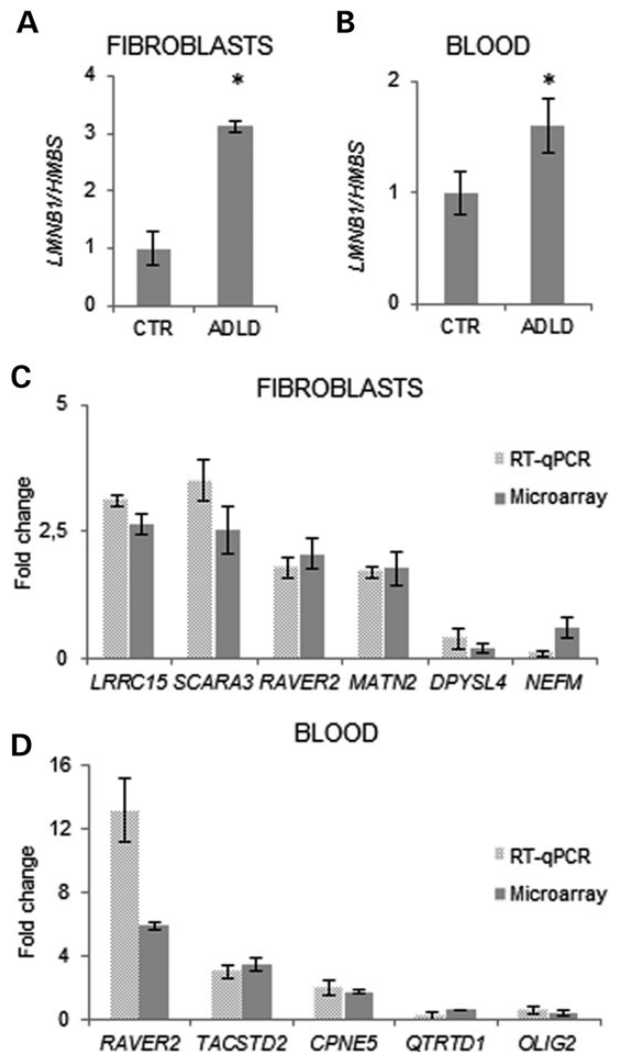 A
FIBROBLASTS
LMNB1/HMBS
4
3
2
1
0
*
CTR ADLD
B
BLOOD
LMNB1/HMBS
2
1
0
*
CTR ADLD
C
FIBROBLASTS
Fold change
5
2,5
0
RT-qPCR
Microarray
LRRC15 SCARA3 RAVER2 MATN2 DPYSL4 NEFM
D
BLOOD
Fold change
16
12
8
4
0
RT-qPCR
Microarray
RAVER2 TACSTD2 CPNE5 QTRTD1 OLIG2